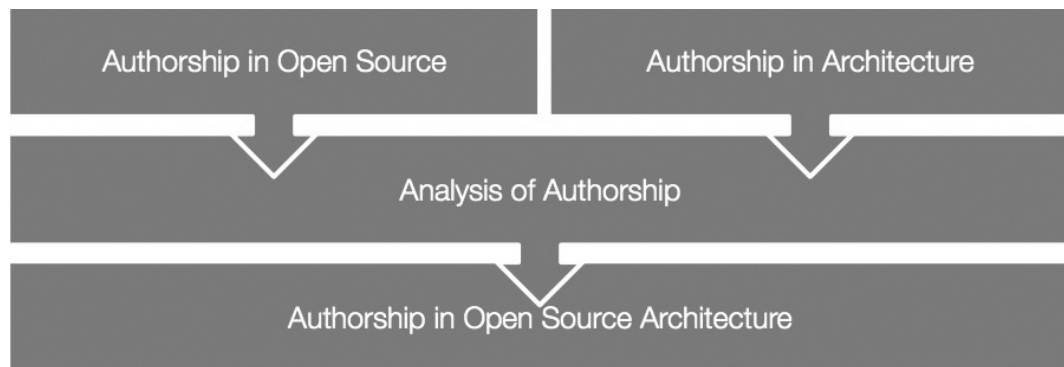 Authorship in Open Source
Authorship in Architecture
Analysis of Authorship
Authorship in Open Source Architecture